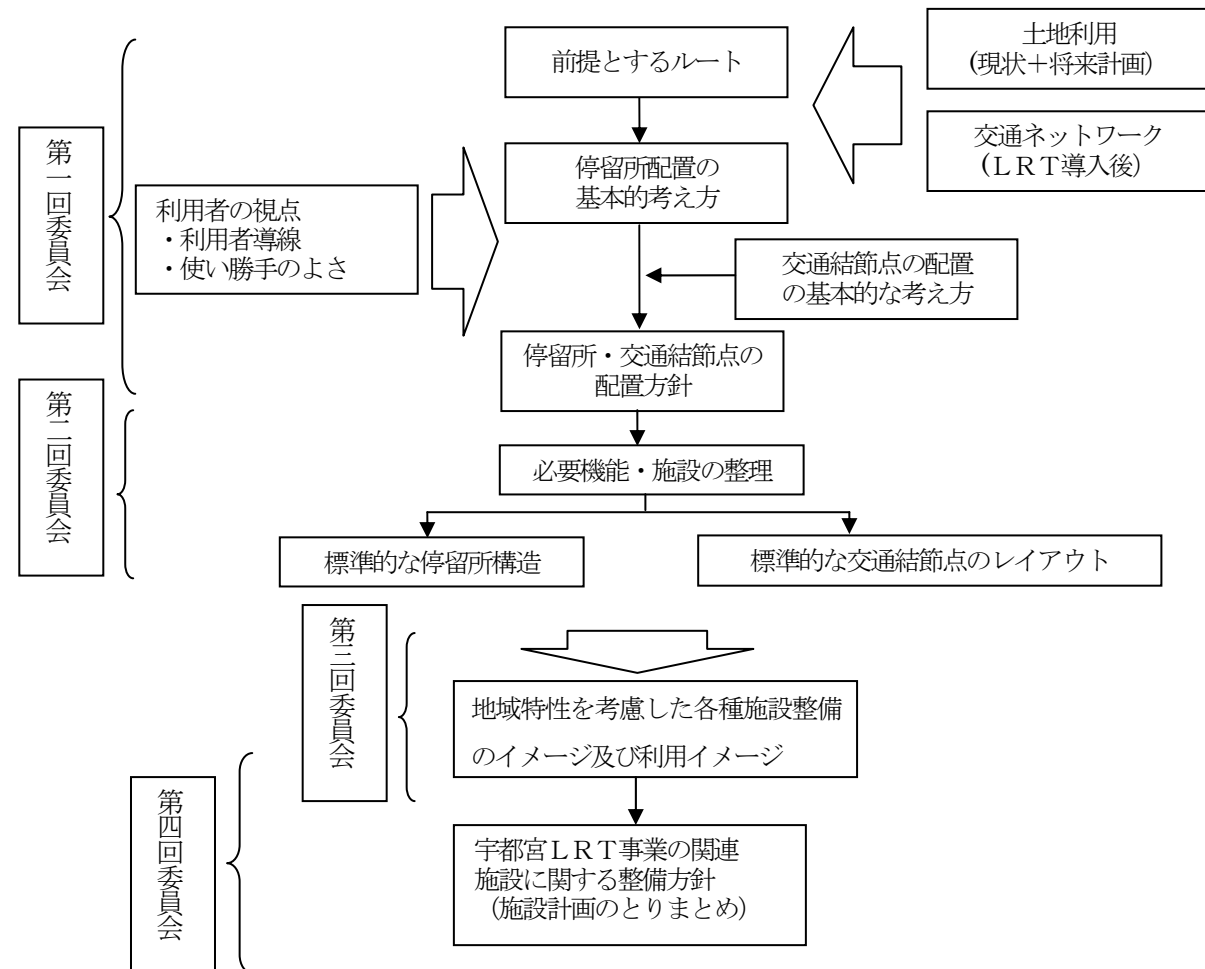 前提とするルート
土地利用
(現状＋将来計画)
交通ネットワーク
(ＬＲＴ導入後)
第一回委員会
停留所配置の
基本的考え方
利用者の視点
・利用者導線
・使い勝手のよさ
交通結節点の配置
の基本的な考え方
停留所・交通結節点の
配置方針
第二回委員会
必要機能・施設の整理
標準的な停留所構造
標準的な交通結節点のレイアウト
第三回委員会
地域特性を考慮した各種施設整備
のイメージ及び利用イメージ
第四回委員会
宇都宮ＬＲＴ事業の関連
施設に関する整備方針
（施設計画のとりまとめ）